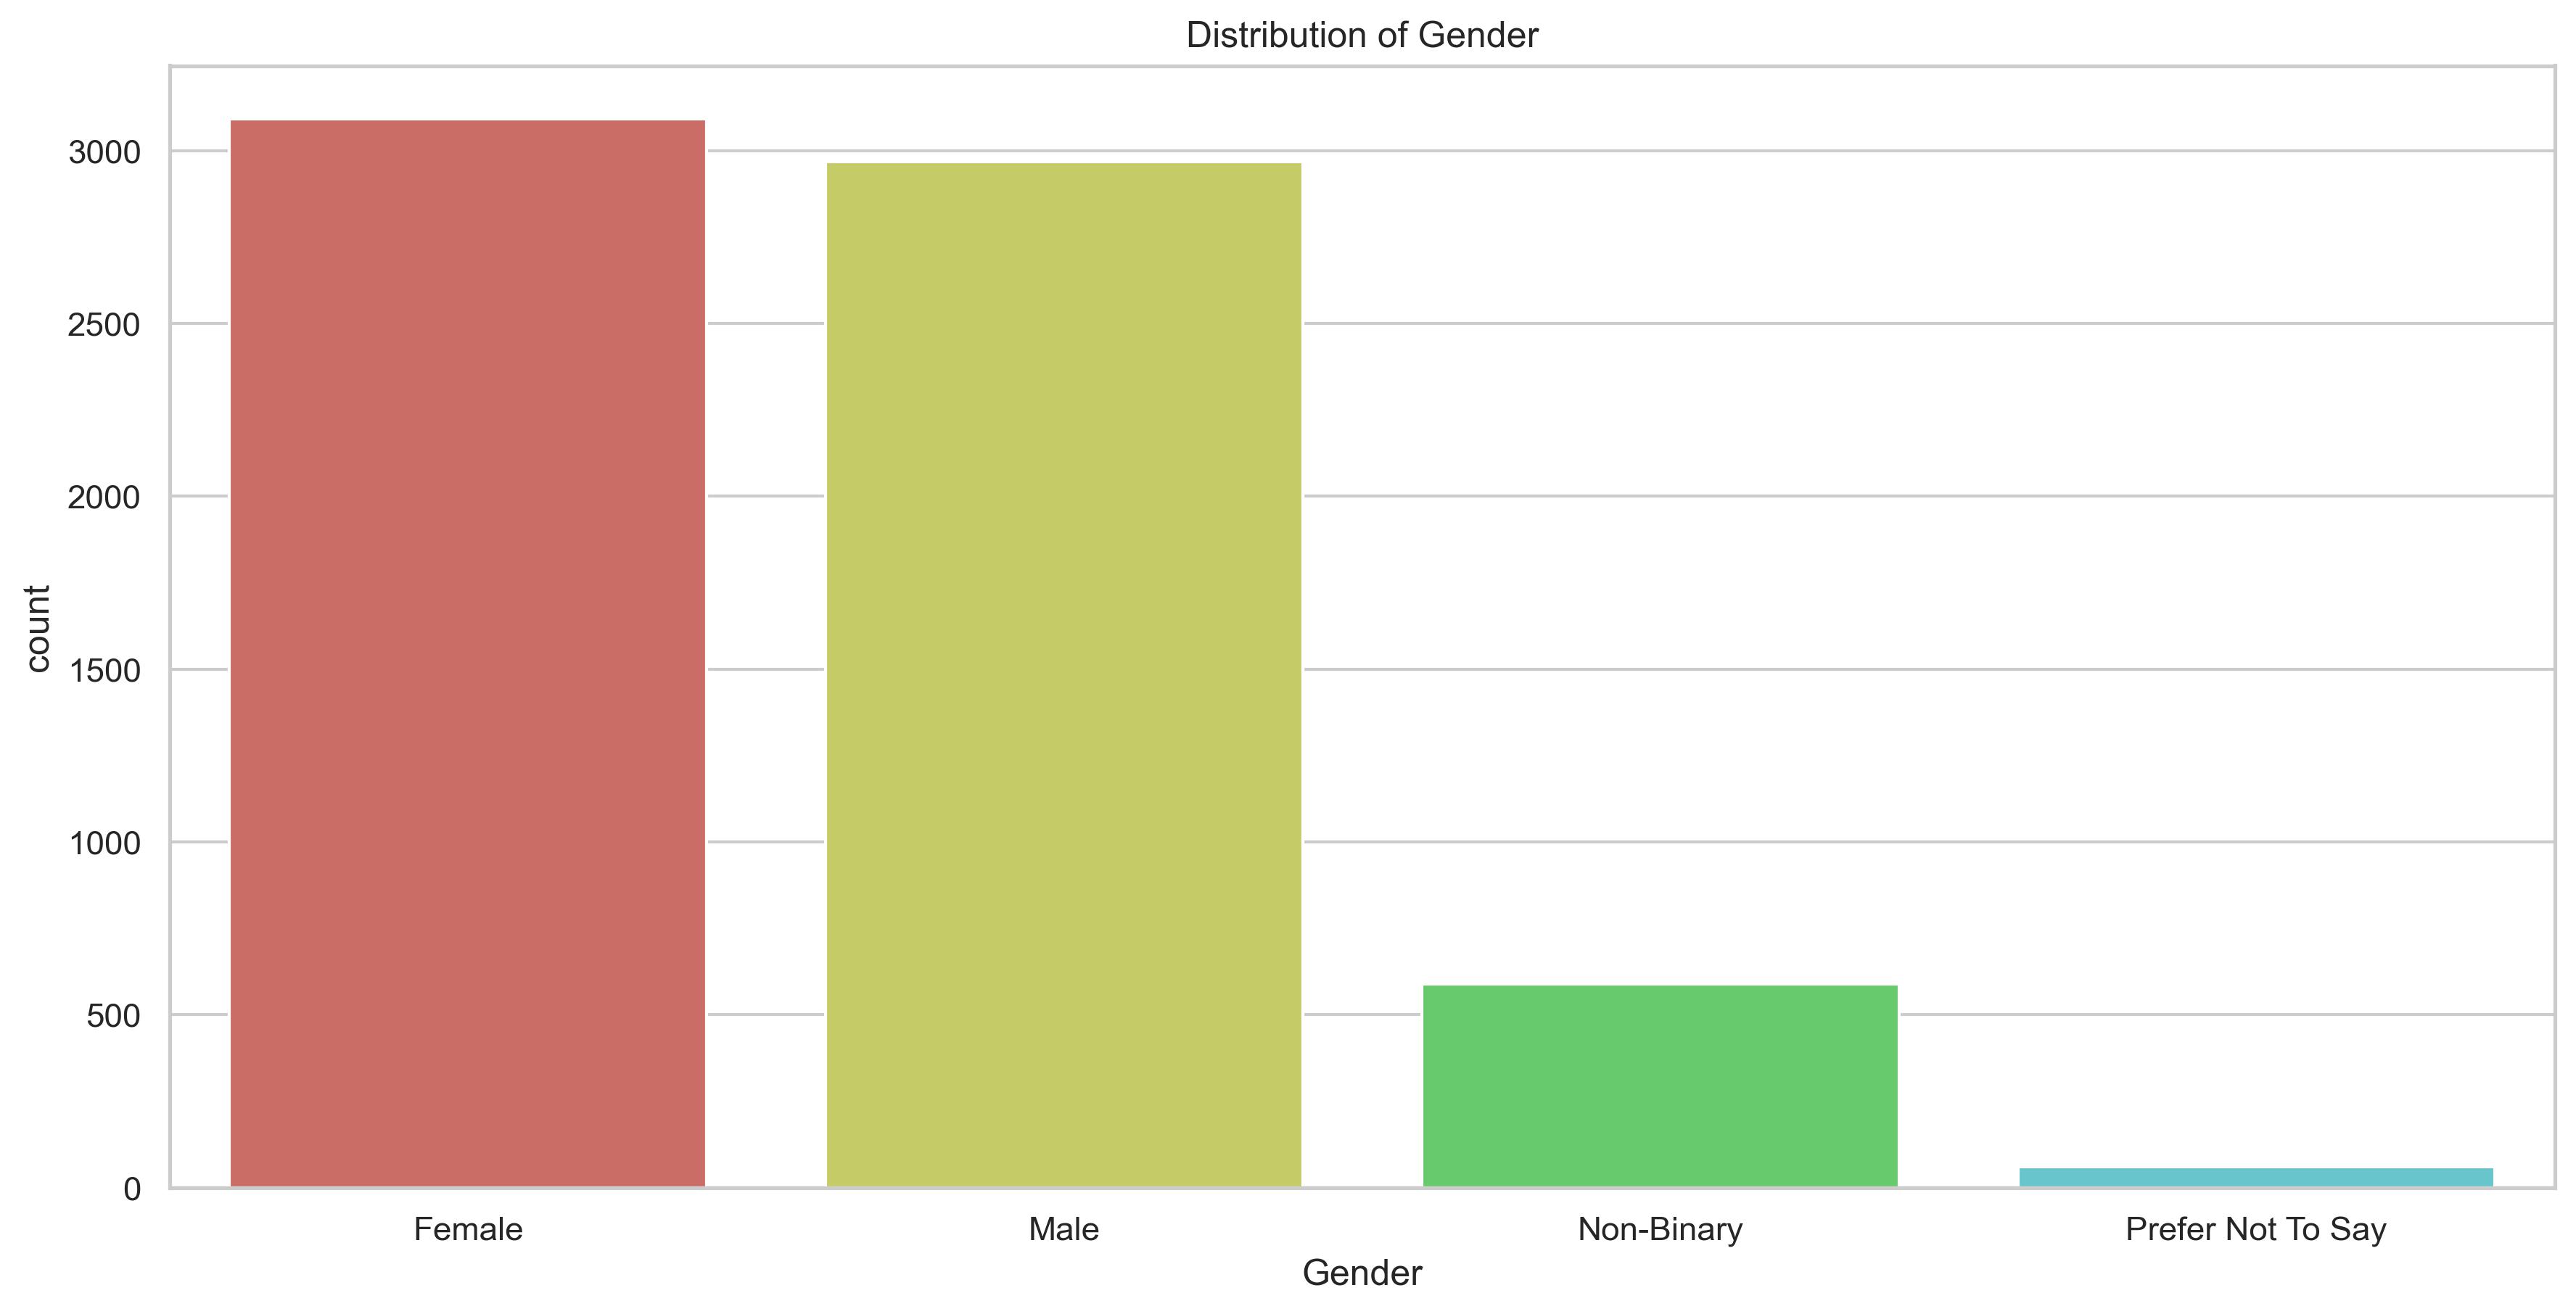 Distribution of Gender
3000
2500
2000
1500
1000
500
0
count
Female
Male
Non-Binary
Prefer Not To Say
Gender